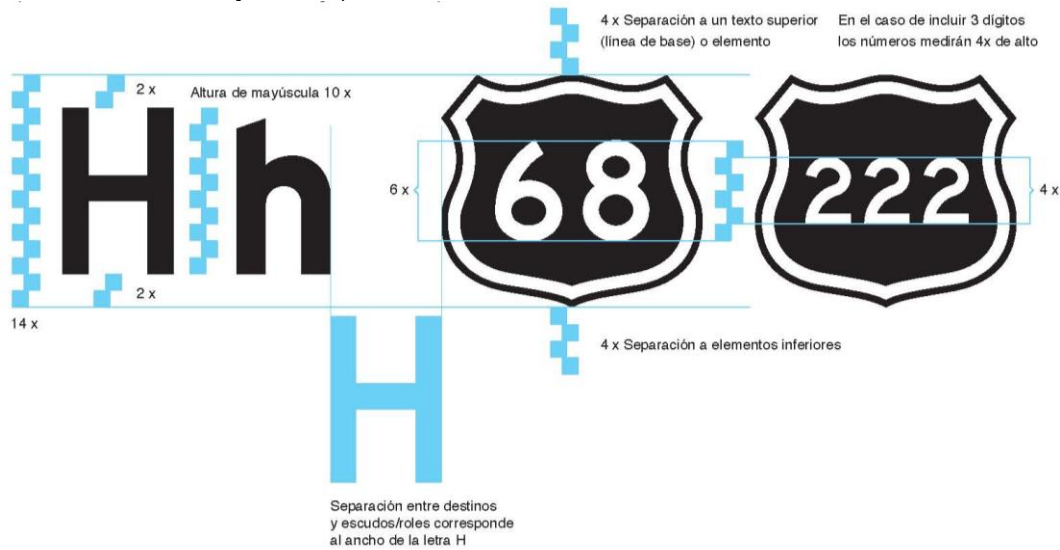 4 x Separación a un texto superior
(línea de base) o elemento
En el caso de incluir 3 dígitos
los números medirán 4x de alto
2 x
Altura de mayúscula 10 x
H
h
6 x
68
222
4 x
2 x
14 x
4 x Separación a elementos inferiores
H
Separación entre destinos
y escudos/roles corresponde
al ancho de la letra H